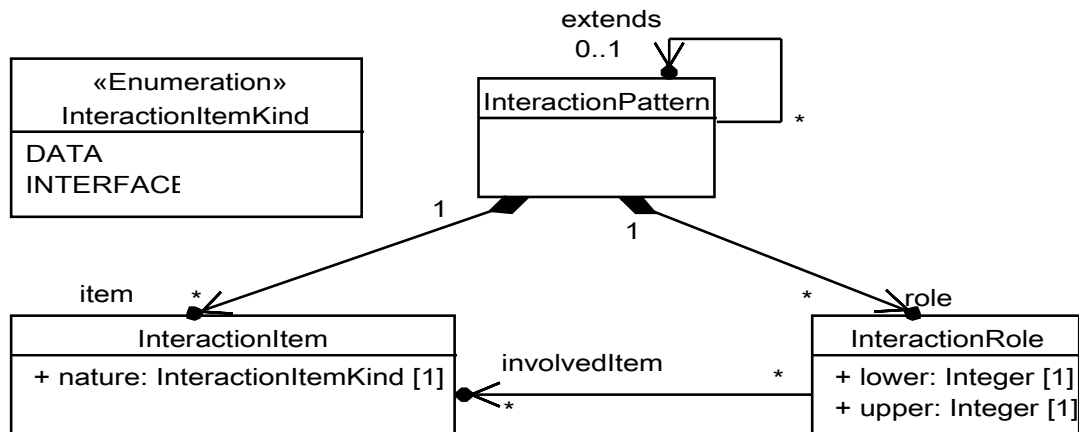 extends
0..1
«Enumeration»
InteractionItemKind
DATA
INTERFACE
InteractionPattern
*
1
1
item
*
*
role
InteractionItem
+ nature: InteractionItemKind [1]
involvedItem
*
*
InteractionRole
+ lower: Integer [1]
+ upper: Integer [1]